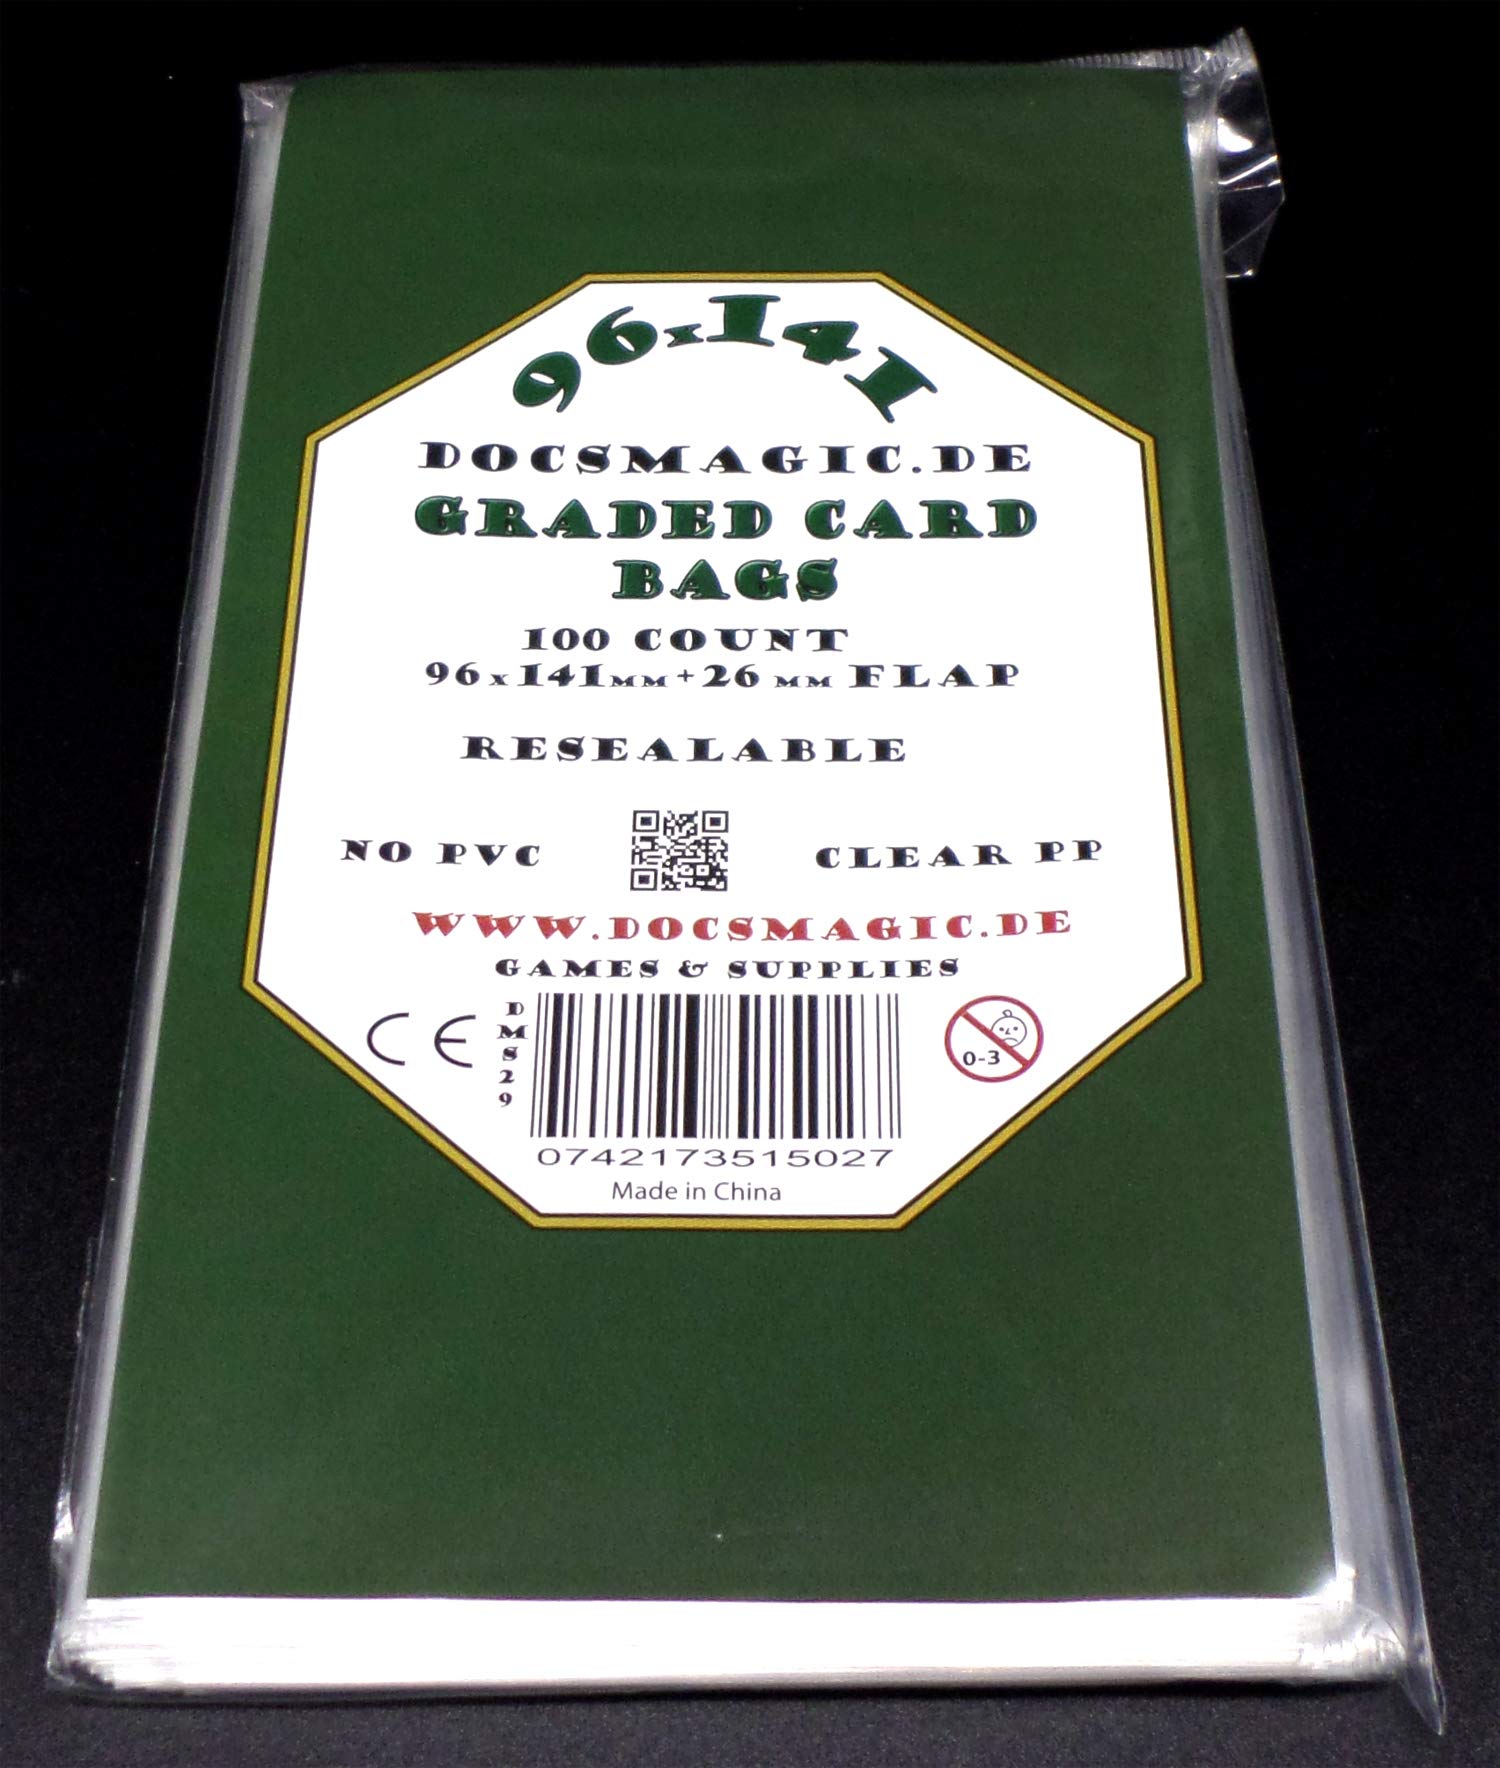 96x141
DOCSMAGIC.DE
GRADED CARD
BAGS
100 COUNT
96x141MM+26 MM FLAP
RESEALABLE
NO PVC CLEAR PP
WWW.DOCSMAGIC.DE
GAMES & SUPPLIES
CE
DMS29
0-3
0742173515027
Made in China